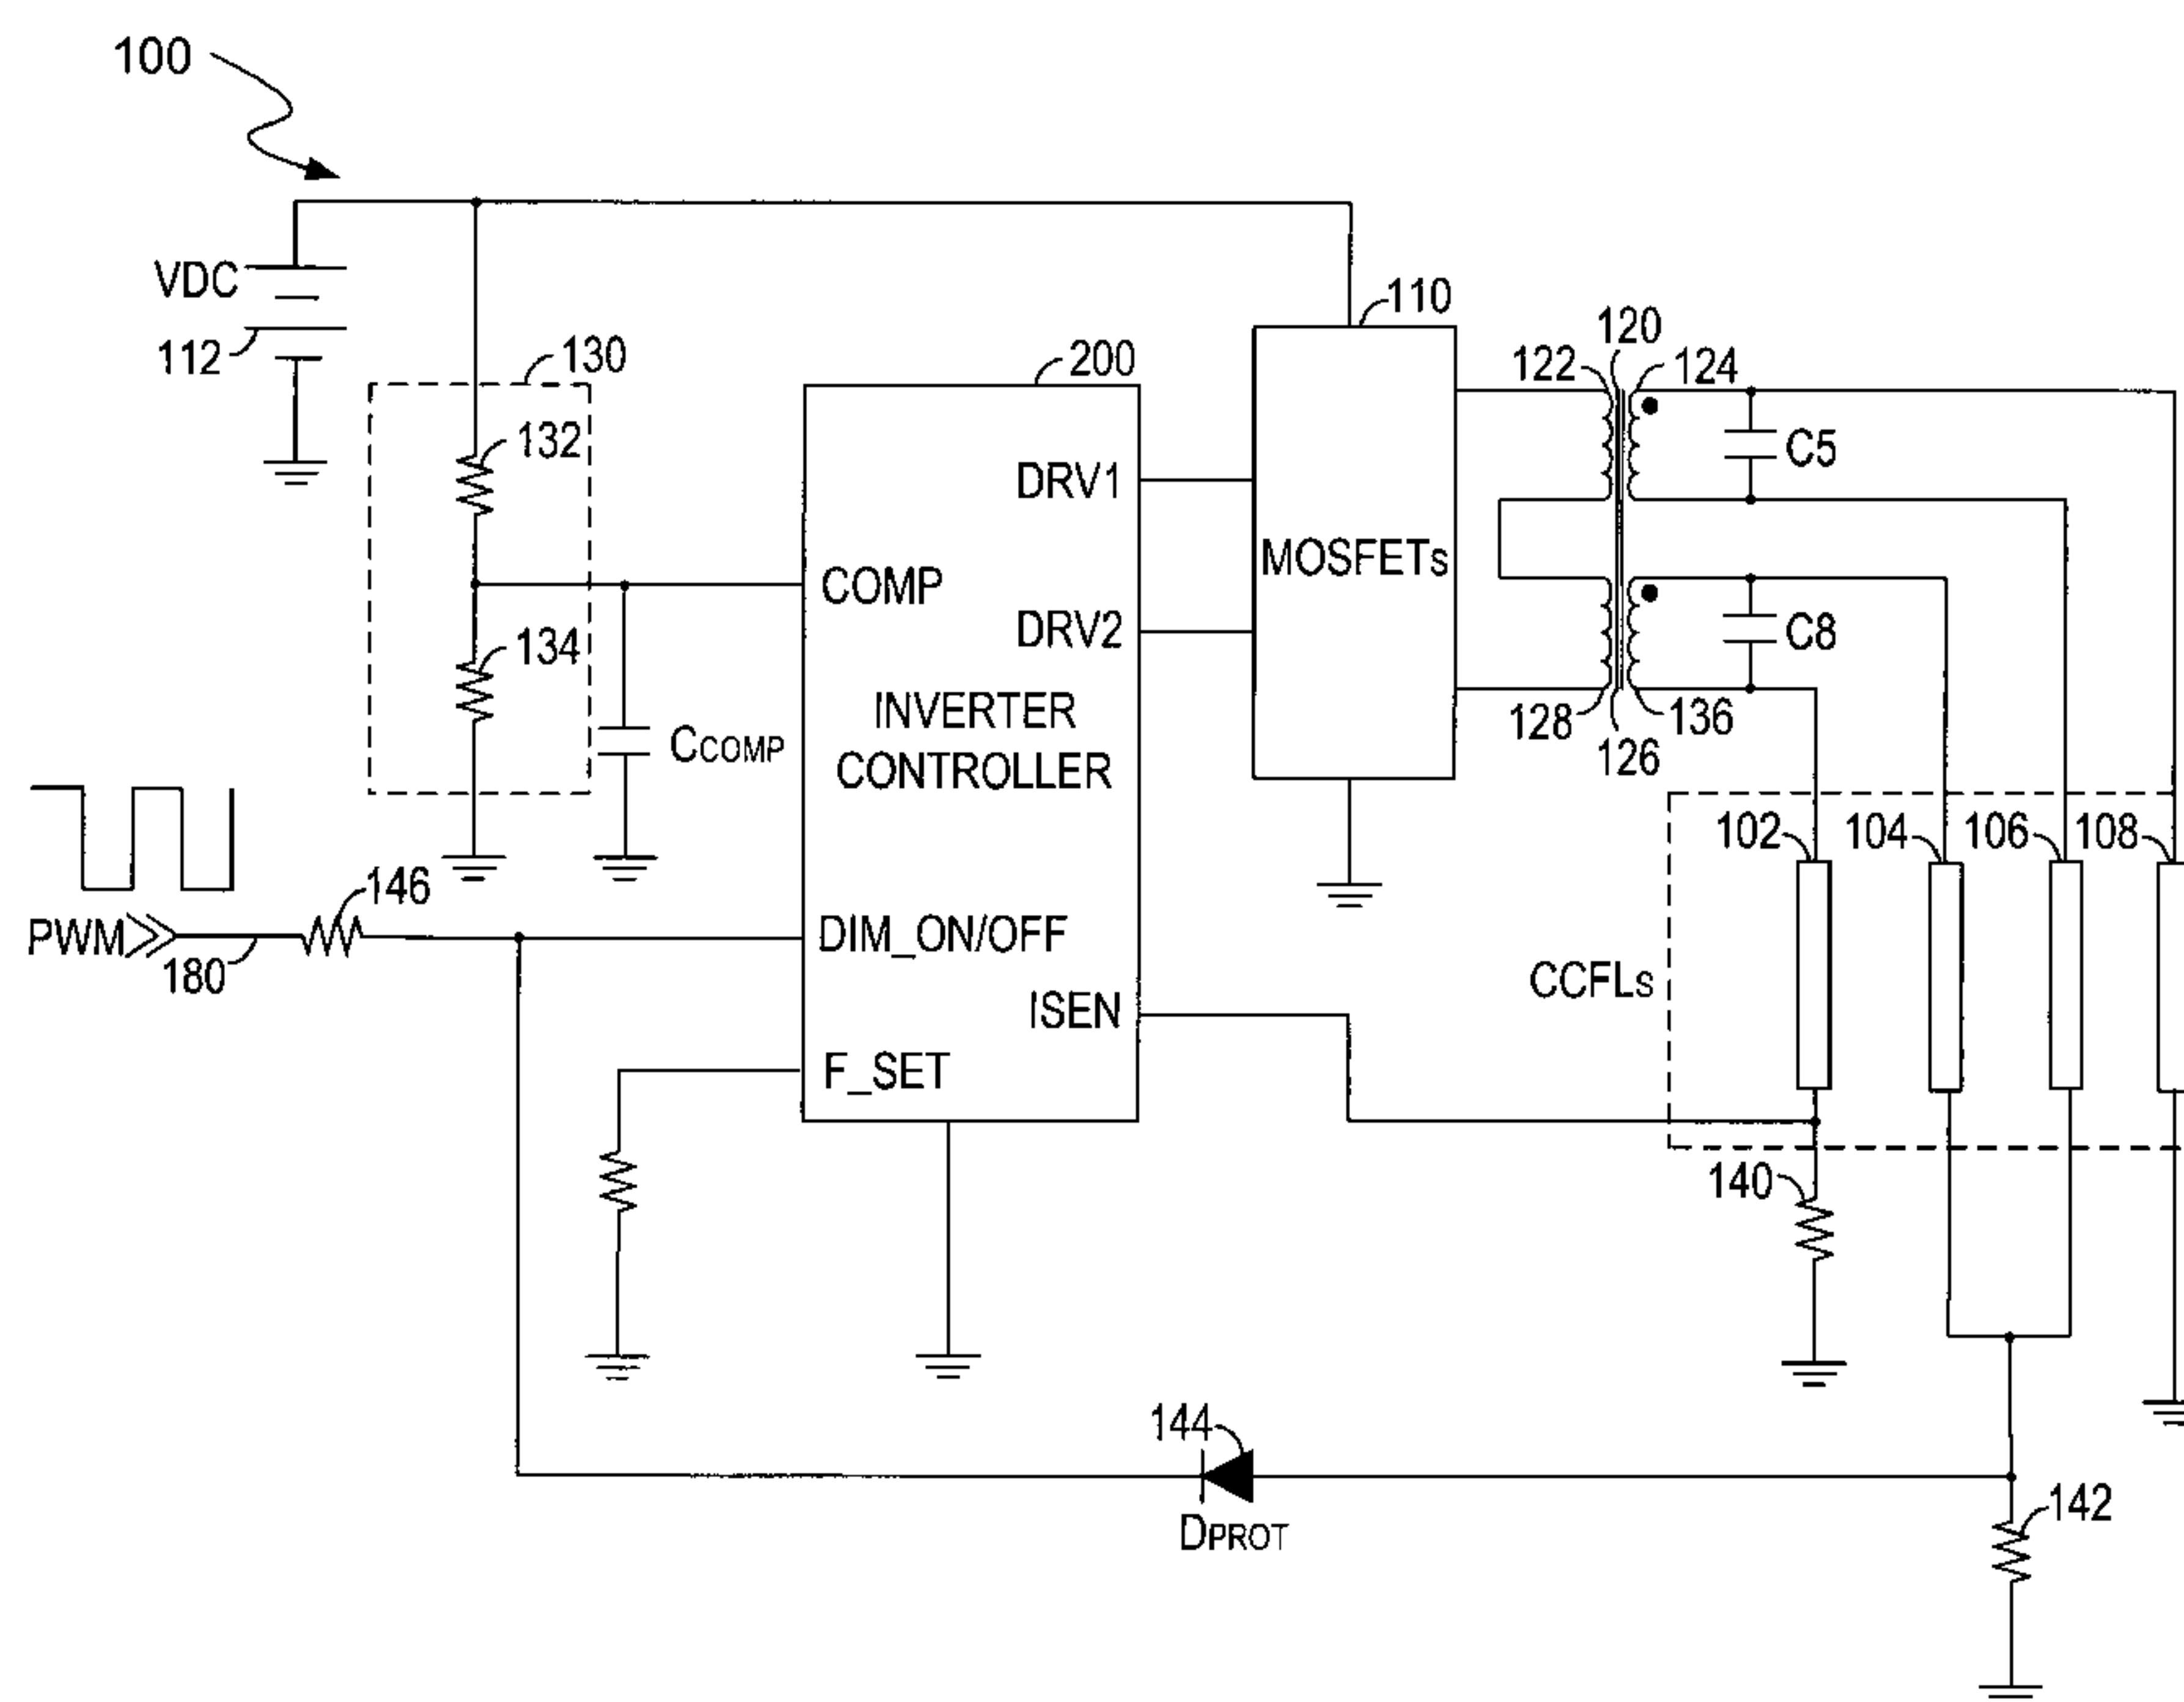 100
VDC
112
130
132
134
CCOMP
200
DRV1
COMP
DRV2
INVERTER
CONTROLLER
DIM_ON/OFF
ISEN
F_SET
110
MOSFETs
122
120
124
C5
C8
128
126
136
102
104
106
108
CCFLs
PWM
180
146
140
144
DPROT
142